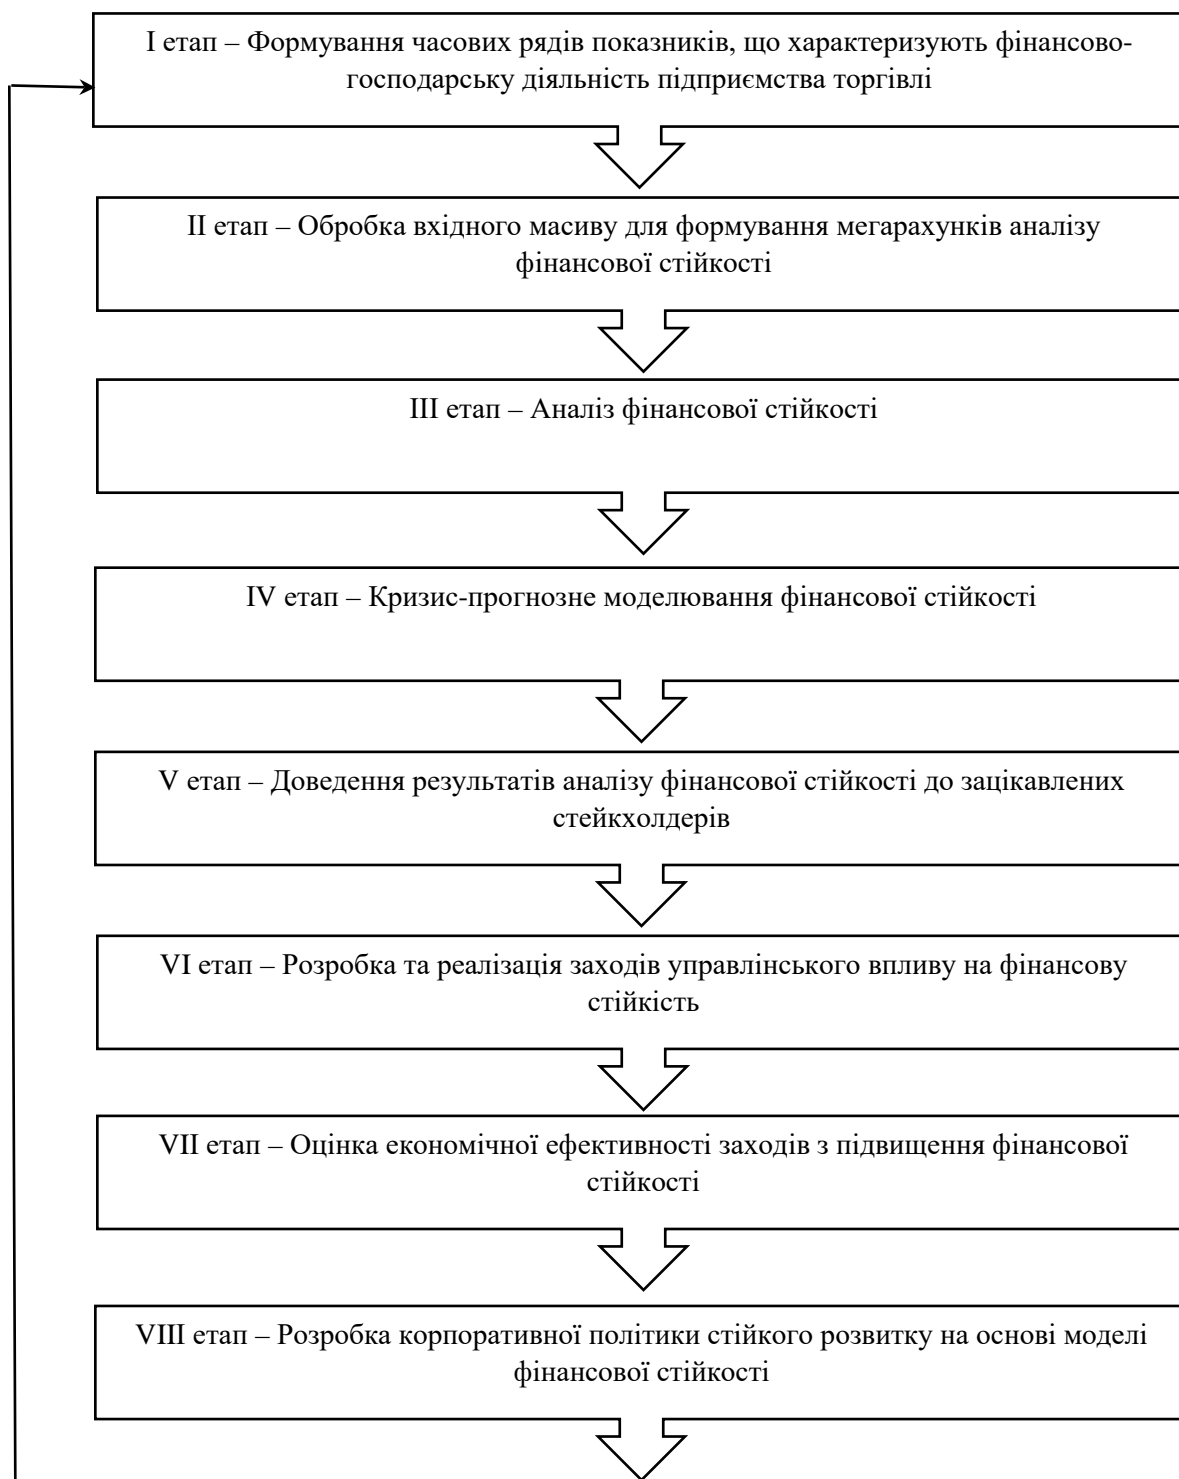 І етап – Формування часових рядів показників, що характеризують фінансово-
господарську діяльність підприємства торгівлі
ІІ етап – Обробка вхідного масиву для формування мегарахунків аналізу
фінансової стійкості
ІІІ етап – Аналіз фінансової стійкості
IV етап – Кризис-прогнозне моделювання фінансової стійкості
V етап – Доведення результатів аналізу фінансової стійкості до зацікавлених
стейкхолдерів
VI етап – Розробка та реалізація заходів управлінського впливу на фінансову
стійкість
VII етап – Оцінка економічної ефективності заходів з підвищення фінансової
стійкості
VIII етап – Розробка корпоративної політики стійкого розвитку на основі моделі
фінансової стійкості